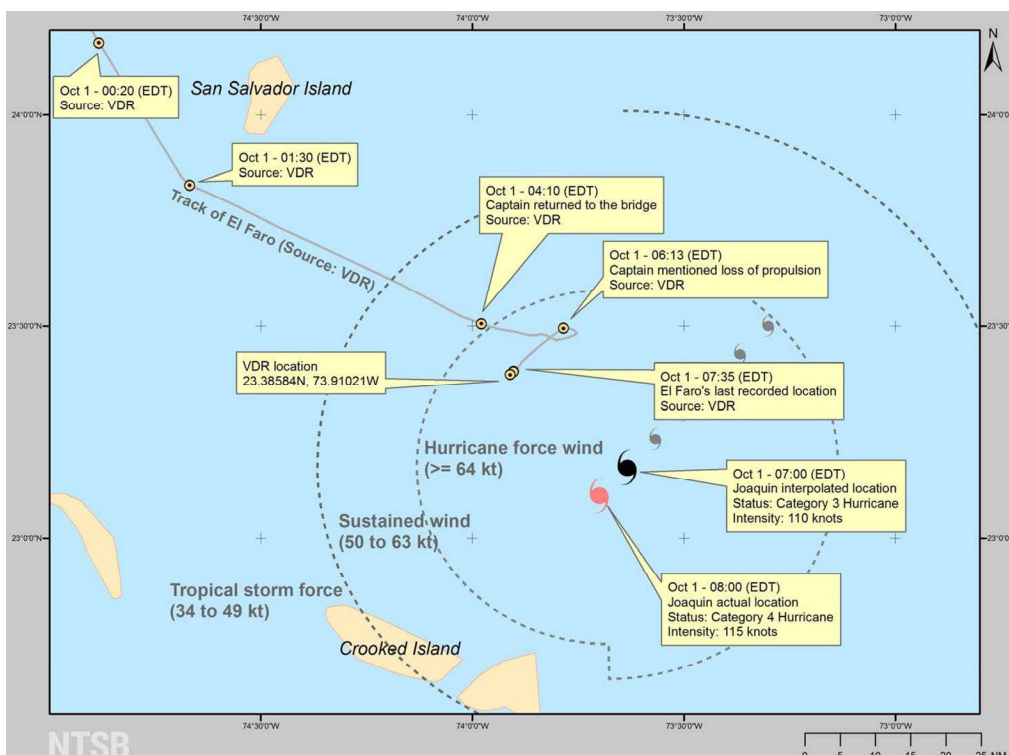 74°30'0"W
74°0'0"W
73°30'0"W
73°0'0"W
N
San Salvador Island
Oct 1 - 00:20 (EDT)
Source: VDR
24°0'0"N
24°0'0"N
Oct 1 - 01:30 (EDT)
Source: VDR
Track of El Faro (Source: VDR)
Oct 1 - 04:10 (EDT)
Captain returned to the bridge
Source: VDR
Oct 1 - 06:13 (EDT)
Captain mentioned loss of propulsion
Source: VDR
23°30'0"N
23°30'0"N
VDR location
23.38584N, 73.91021W
Oct 1 - 07:35 (EDT)
El Faro's last recorded location
Source: VDR
Hurricane force wind
(>= 64 kt)
Oct 1 - 07:00 (EDT)
Joaquin interpolated location
Status: Category 3 Hurricane
Intensity: 110 knots
Sustained wind
(50 to 63 kt)
23°0'0"N
23°0'0"N
Tropical storm force
(34 to 49 kt)
Oct 1 - 08:00 (EDT)
Joaquin actual location
Status: Category 4 Hurricane
Intensity: 115 knots
Crooked Island
74°30'0"W
74°0'0"W
73°30'0"W
73°0'0"W
NTSB
0 5 10 15 20 25 NM